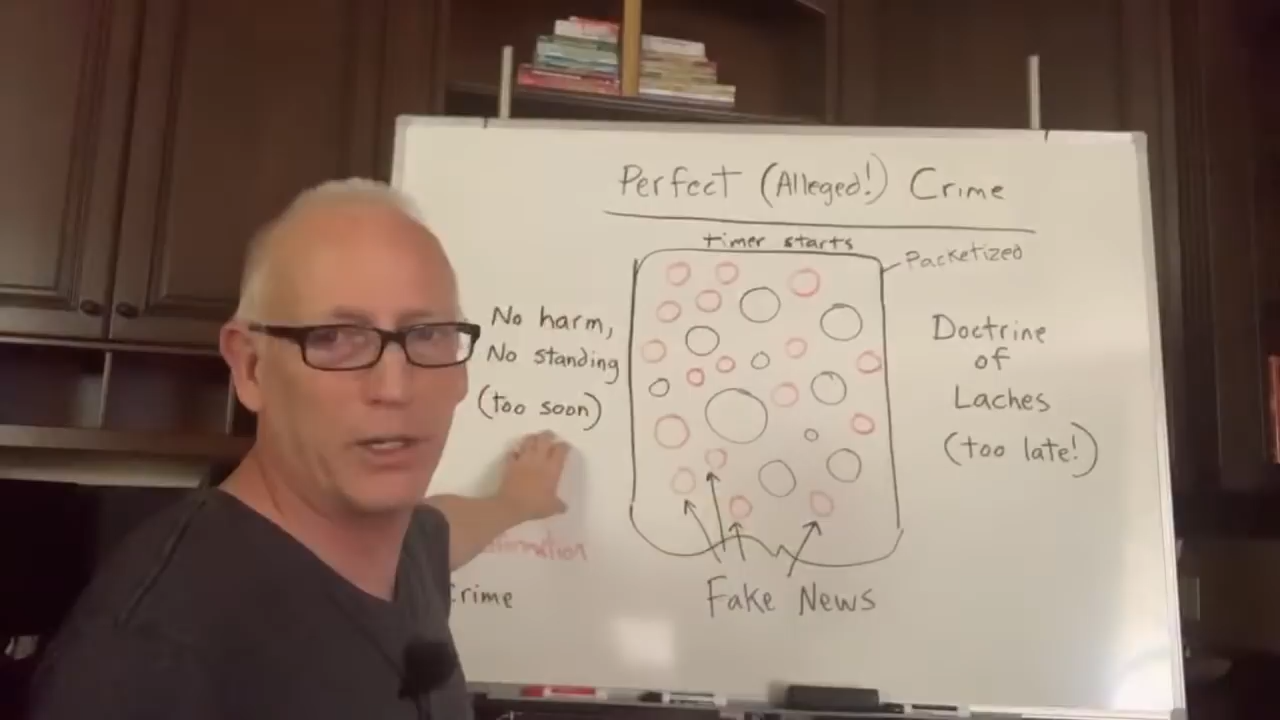 Perfect (Alleged!) Crime
timer starts
Packetized
No harm,
No standing
(too soon)
Doctrine
of
Laches
(too late!)
Crime
Fake News